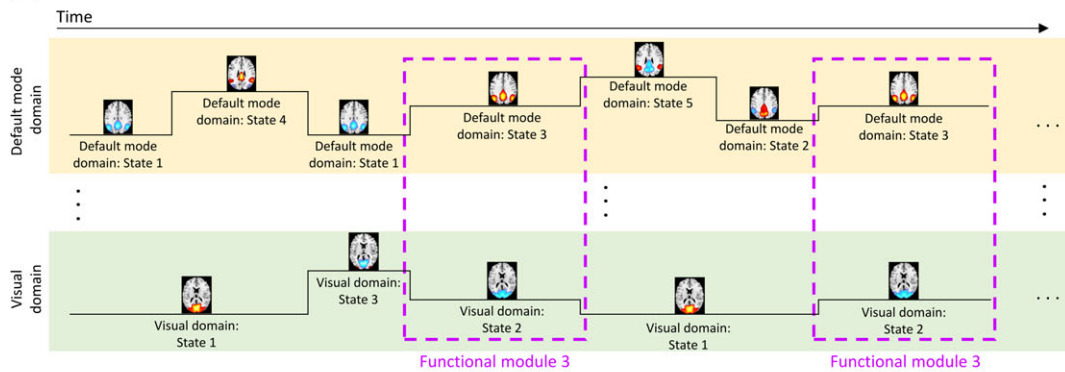 Time
Default mode
domain
Default mode
domain: State 1
Default mode
domain: State 4
Default mode
domain: State 1
Default mode
domain: State 3
Default mode
domain: State 5
Default mode
domain: State 2
Default mode
domain: State 3
. . .
Visual
domain
Visual domain:
State 1
Visual domain:
State 3
Visual domain:
State 2
Visual domain:
State 1
Visual domain:
State 2
. . .
Functional module 3
Functional module 3